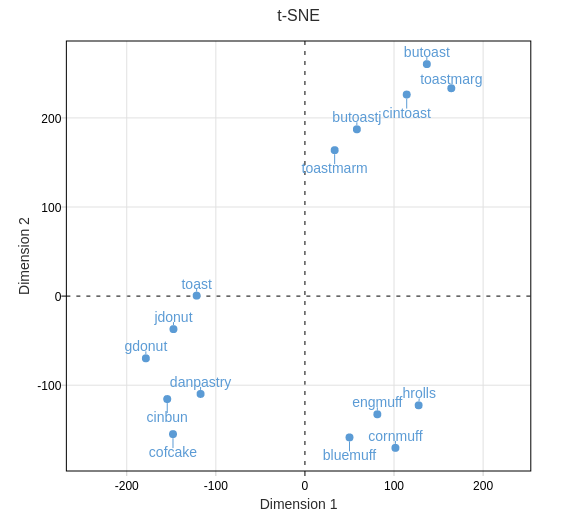 t-SNE
butoast
toastmarg
cintoast
butoastj
toastmarm
toast
jdonut
gdonut
danpastry
cinbun
cofcake
hrolls
engmuff
cornmuff
bluemuff
200
100
0
-100
-200
-100
0
100
200
Dimension 1
Dimension 2